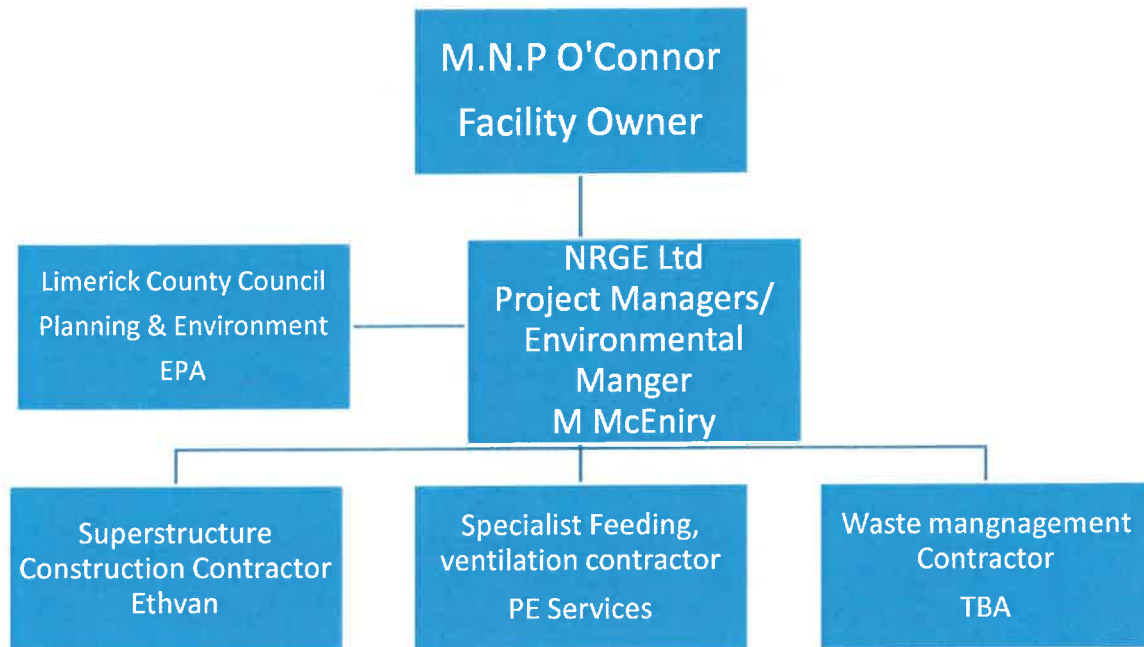 M.N.P O'Connor
Facility Owner
Limerick County Council
Planning & Environment
EPA
NRGE Ltd
Project Managers/
Environmental
Manger
M McEniry
Superstructure
Construction Contractor
Ethvan
Specialist Feeding,
ventilation contractor
PE Services
Waste mangnagement
Contractor
TBA